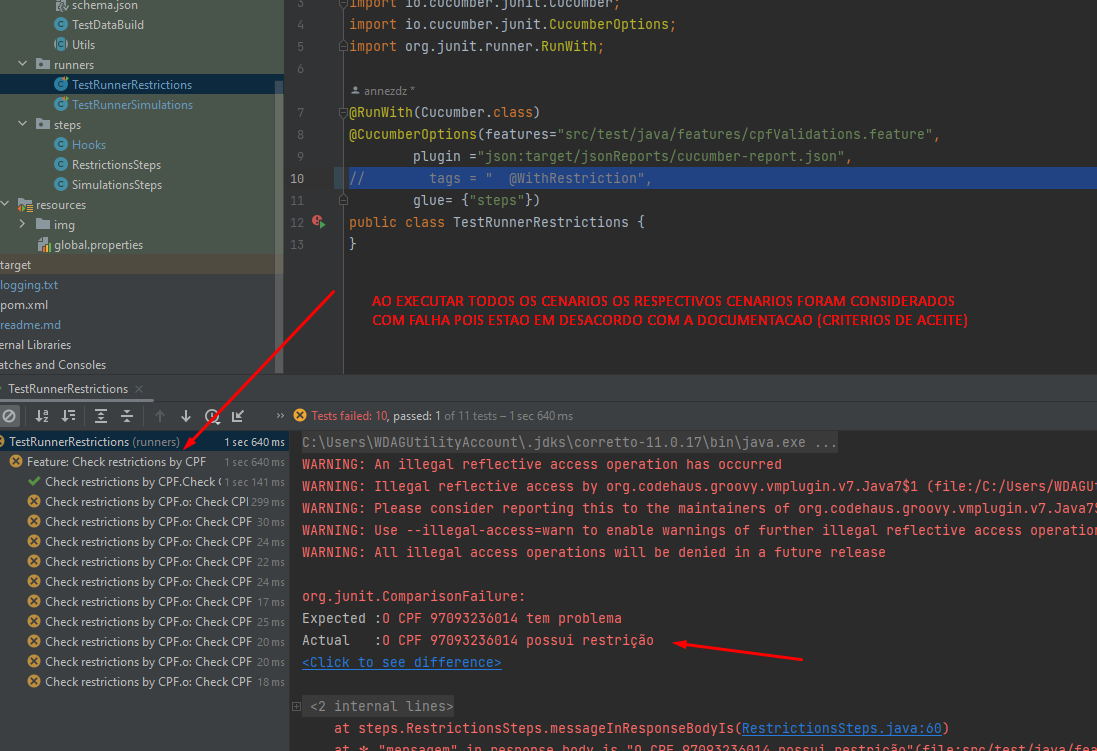 schema.json
TestDataBuild
Utils
runners
TestRunnerRestrictions
TestRunnerSimulations
steps
Hooks
RestrictionsSteps
SimulationsSteps
resources
img
global.properties
target
logging.txt
pom.xml
readme.md
ernal Libraries
atches and Consoles
3 import io.cucumber.junit.Cucumber;
4 import io.cucumber.junit.CucumberOptions;
5 import org.junit.runner.RunWith;
6
annezdz *
7 @RunWith(Cucumber.class)
8 @CucumberOptions(features="src/test/java/features/cpfValidations.feature",
9 plugin ="json:target/jsonReports/cucumber-report.json",
10 // tags = "  @WithRestriction",
11 glue= {"steps"})
12 public class TestRunnerRestrictions {
13 }
AO EXECUTAR TODOS OS CENARIOS OS RESPECTIVOS CENARIOS FORAM CONSIDERADOS
COM FALHA POIS ESTAO EM DESACORDO COM A DOCUMENTACAO (CRITERIOS DE ACEITE)
TestRunnerRestrictions ×
Tests failed: 10, passed: 1 of 11 tests – 1 sec 640 ms
TestRunnerRestrictions (runners) 1 sec 640 ms
Feature: Check restrictions by CPF 1 sec 640 ms
Check restrictions by CPF.Check 1 sec 141 ms
Check restrictions by CPF.o: Check CPI 299 ms
Check restrictions by CPF.o: Check CPF 30 ms
Check restrictions by CPF.o: Check CPF 24 ms
Check restrictions by CPF.o: Check CPF 22 ms
Check restrictions by CPF.o: Check CPF 24 ms
Check restrictions by CPF.o: Check CPF 17 ms
Check restrictions by CPF.o: Check CPF 25 ms
Check restrictions by CPF.o: Check CPF 20 ms
Check restrictions by CPF.o: Check CPF 20 ms
Check restrictions by CPF.o: Check CPF 18 ms
C:\Users\WDAGUtilityAccount\.jdks\corretto-11.0.17\bin\java.exe ...
WARNING: An illegal reflective access operation has occurred
WARNING: Illegal reflective access by org.codehaus.groovy.vmplugin.v7.Java7$1 (file:/C:/Users/WDAGUt
WARNING: Please consider reporting this to the maintainers of org.codehaus.groovy.vmplugin.v7.Java7$
WARNING: Use --illegal-access=warn to enable warnings of further illegal reflective access operation
WARNING: All illegal access operations will be denied in a future release
org.junit.ComparisonFailure:
Expected :O CPF 97093236014 tem problema
Actual   :O CPF 97093236014 possui restrição
<Click to see difference>
<2 internal lines>
at steps.RestrictionsSteps.messageInResponseBodyIs(RestrictionsSteps.java:60)
at *."mensagem" in response body is "O CPF 97093236014 possui restrição"(file:src/test/java/fea